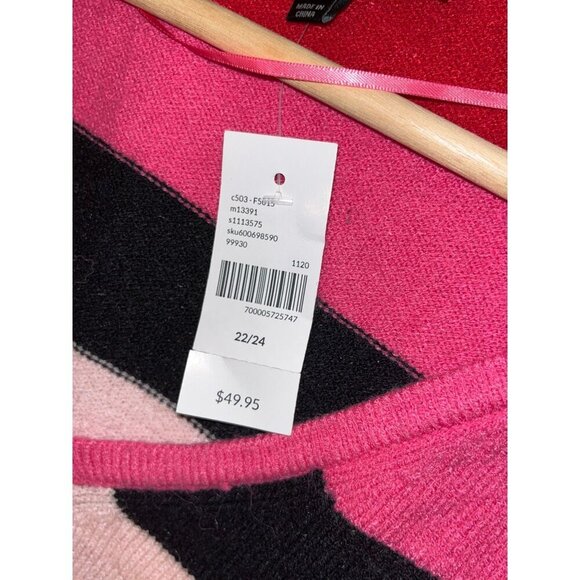 MADE IN
CHINA
c503 - F5015
m13391
s1113575
sku600698590
99930
1120
700005725747
22/24
$49.95